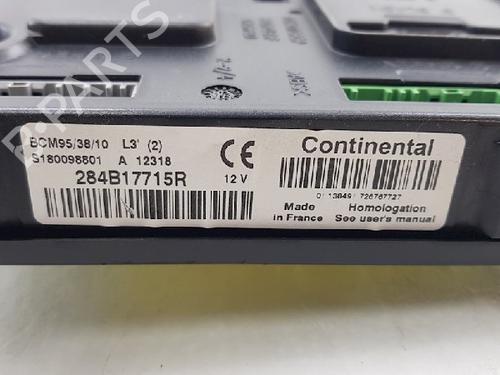 BCM95/38/10 L3' (2)
S180098801 A 12318
284B17715R
12 V
CE
Continental
Made in France
Homologation
See user's manual
B-Parts